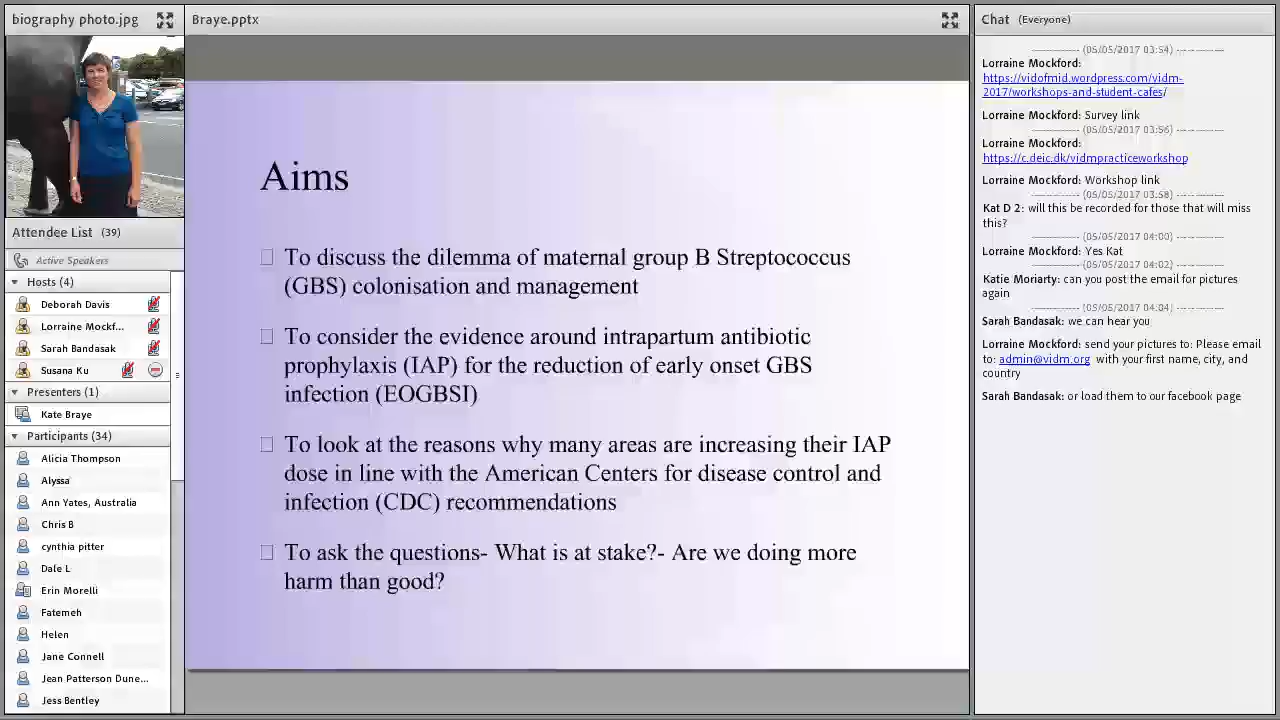 biography photo.jpg
Attendee List (39)
Active Speakers
Hosts (4)
Deborah Davis
Lorraine Mockf...
Sarah Bandasak
Susana Ku
Presenters (1)
Kate Braye
Participants (34)
Alicia Thompson
Alyssa
Ann Yates, Australia
Chris B
cynthia pitter
Dale L
Erin Morelli
Fatemeh
Helen
Jane Connell
Jean Patterson Dune...
Jess Bentley
Braye.pptx
Aims
To discuss the dilemma of maternal group B Streptococcus
(GBS) colonisation and management
To consider the evidence around intrapartum antibiotic
prophylaxis (IAP) for the reduction of early onset GBS
infection (EOGBSI)
To look at the reasons why many areas are increasing their IAP
dose in line with the American Centers for disease control and
infection (CDC) recommendations
To ask the questions- What is at stake?- Are we doing more
harm than good?
Chat (Everyone)
------------ (05/05/2017 03:54) ------------
Lorraine Mockford:
https://vidofmid.wordpress.com/vidm-
2017/workshops-and-student-cafes/
Lorraine Mockford: Survey link
------------ (05/05/2017 03:56) ------------
Lorraine Mockford:
https://c.deic.dk/vidmpracticeworkshop
Lorraine Mockford: Workshop link
------------ (05/05/2017 03:58) ------------
Kat D 2: will this be recorded for those that will miss
this?
------------ (05/05/2017 04:00) ------------
Lorraine Mockford: Yes Kat
------------ (05/05/2017 04:02) ------------
Katie Moriarty: can you post the email for pictures
again
------------ (05/05/2017 04:04) ------------
Sarah Bandasak: we can hear you
Lorraine Mockford: send your pictures to: Please email
to: admin@vidm.org with your first name, city, and
country
Sarah Bandasak: or load them to our facebook page